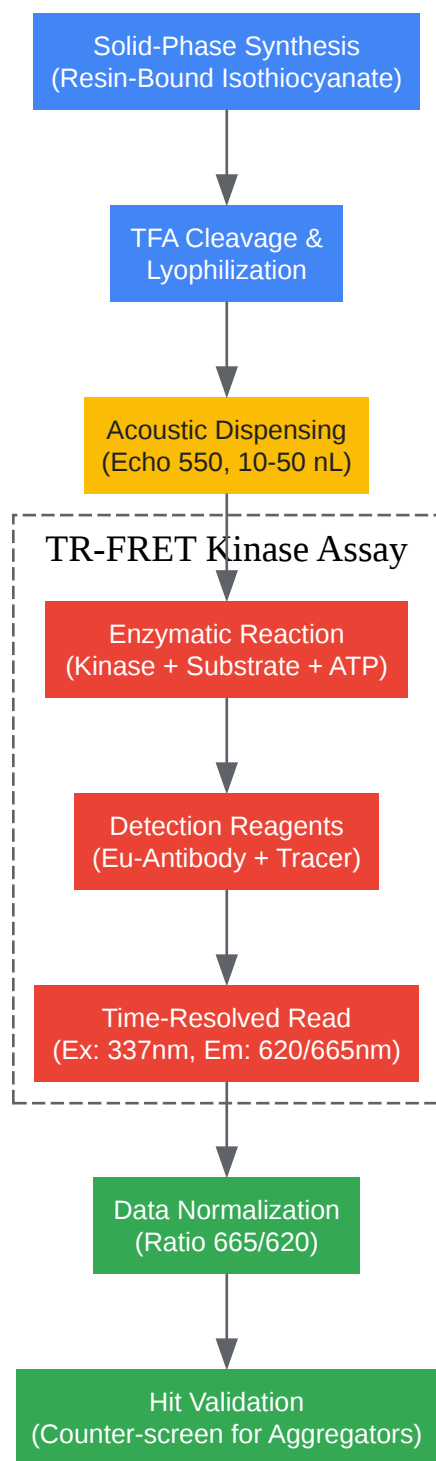 Solid-Phase Synthesis
(Resin-Bound Isothiocyanate)
TFA Cleavage &
Lyophilization
Acoustic Dispensing
(Echo 550, 10-50 nL)
TR-FRET Kinase Assay
Enzymatic Reaction
(Kinase + Substrate + ATP)
Detection Reagents
(Eu-Antibody + Tracer)
Time-Resolved Read
(Ex: 337nm, Em: 620/665nm)
Data Normalization
(Ratio 665/620)
Hit Validation
(Counter-screen for Aggregators)